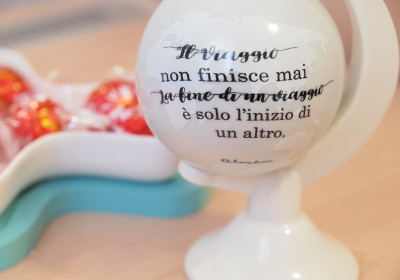 Il viaggio
non finisce mai
La fine di un viaggio
è solo l'inizio di
un altro.